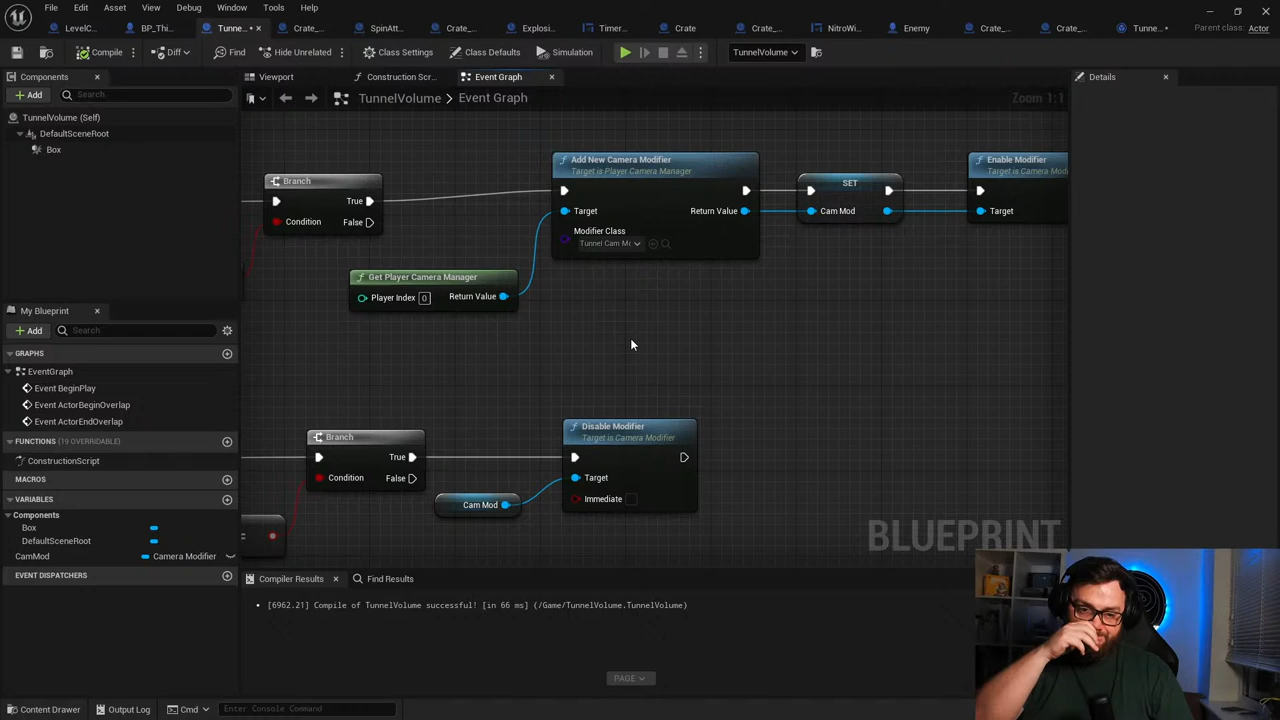 File Edit Asset View Debug Window Tools Help
LevelC... BP_Thi... Tunne... Crate_... SpinAtt... Crate_... Explosi... Timer... Crate Crate_... NitroWi... Enemy Crate_... Crate_... Tunne... Parent class: Actor
Compile Diff Find Hide Unrelated Class Settings Class Defaults Simulation TunnelVolume
Components
Add Search
TunnelVolume (Self)
DefaultSceneRoot
Box
Viewport Construction Scr... Event Graph
TunnelVolume > Event Graph Zoom 1:1
Details
Branch
True
Condition False
Add New Camera Modifier
Target is Player Camera Manager
Target Return Value
Modifier Class
Tunnel Cam Mo
SET
Cam Mod
Enable Modifier
Target is Camera Mod
Target
Get Player Camera Manager
Player Index 0 Return Value
My Blueprint
Add Search
GRAPHS
EventGraph
Event BeginPlay
Event ActorBeginOverlap
Event ActorEndOverlap
FUNCTIONS (19 OVERRIDABLE)
ConstructionScript
MACROS
VARIABLES
Components
Box
DefaultSceneRoot
CamMod Camera Modifier
EVENT DISPATCHERS
Branch
True
Condition False
Cam Mod
Disable Modifier
Target is Camera Modifier
Target
Immediate
BLUEPRINT
Compiler Results Find Results
[6962.21] Compile of TunnelVolume successful! [in 66 ms] (/Game/TunnelVolume.TunnelVolume)
PAGE
Content Drawer Output Log Cmd Enter Console Command